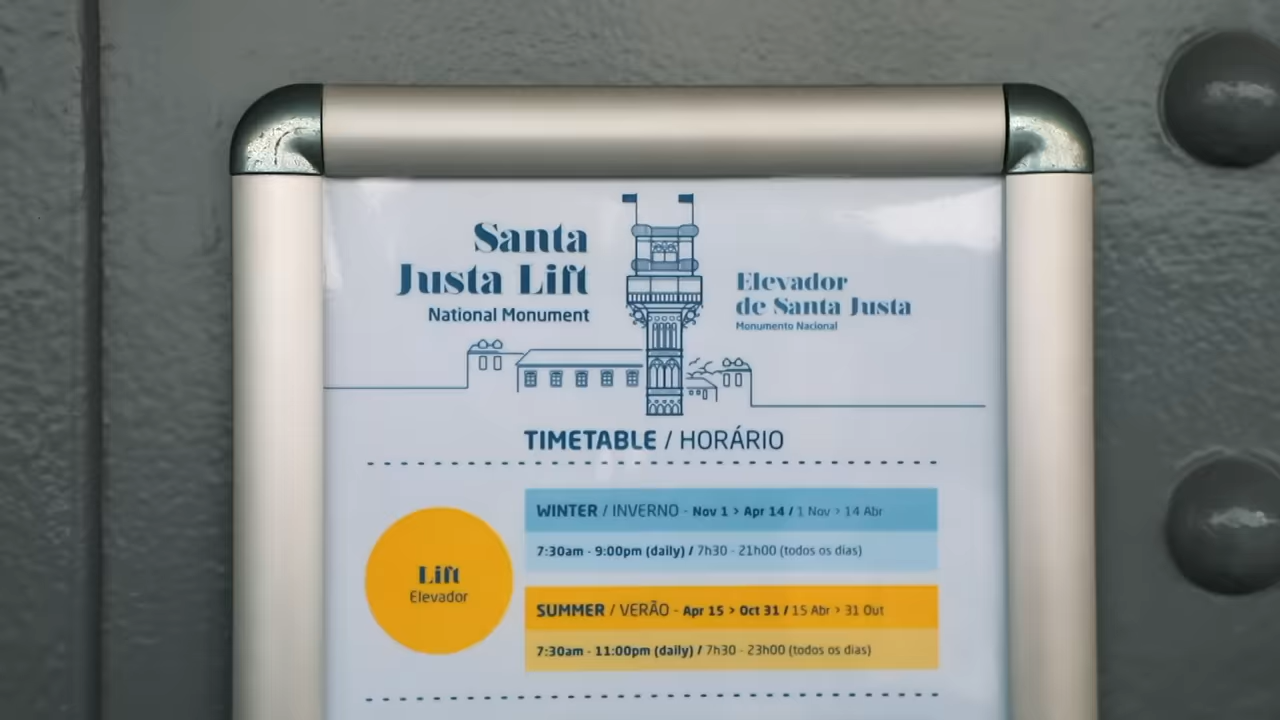 Santa
Justa Lift
National Monument
Elevador
de Santa Justa
Monumento Nacional
TIMETABLE / HORÁRIO
WINTER / INVERNO - Nov 1 > Apr 14 / 1 Nov > 14 Abr
7:30am - 9:00pm (daily) / 7h30 - 21h00 (todos os dias)
Lift
Elevador
SUMMER / VERÃO - Apr 15 > Oct 31 / 15 Abr > 31 Out
7:30am - 11:00pm (daily) / 7h30 - 23h00 (todos os dias)